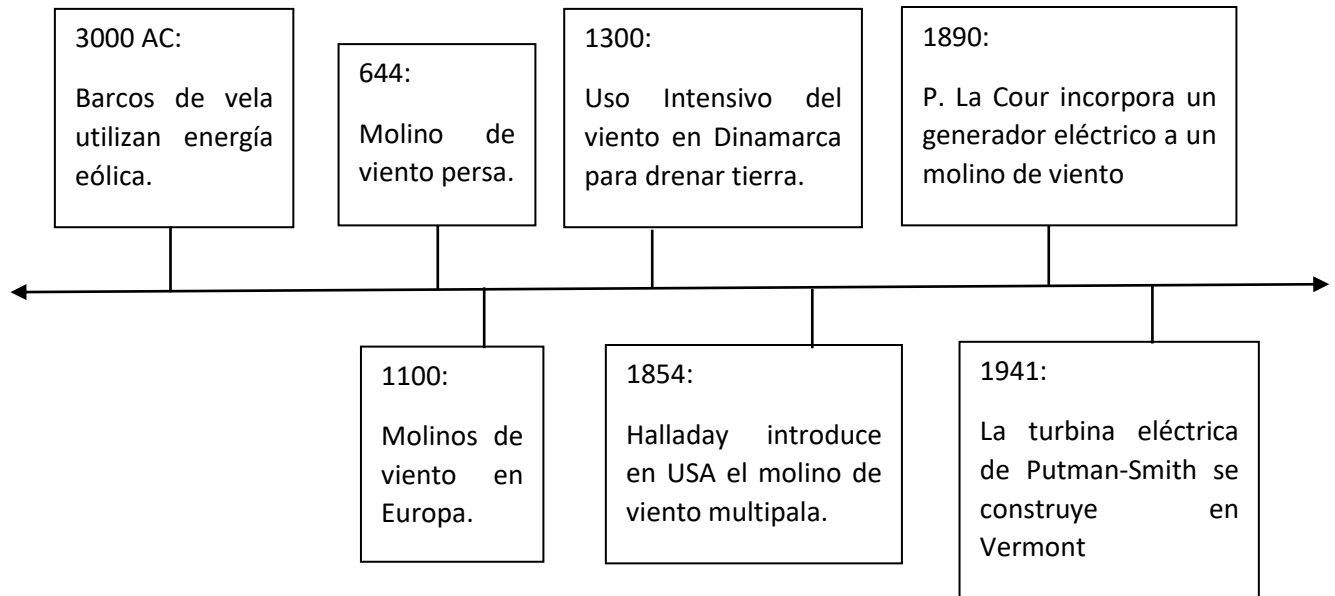 3000 AC:
Barcos de vela
utilizan energía
eólica.
644:
Molino de
viento persa.
1300:
Uso Intensivo del
viento en Dinamarca
para drenar tierra.
1890:
P. La Cour incorpora un
generador eléctrico a un
molino de viento
1100:
Molinos de
viento en
Europa.
1854:
Halladay introduce
en USA el molino de
viento multipala.
1941:
La turbina eléctrica
de Putman-Smith se
construye en
Vermont